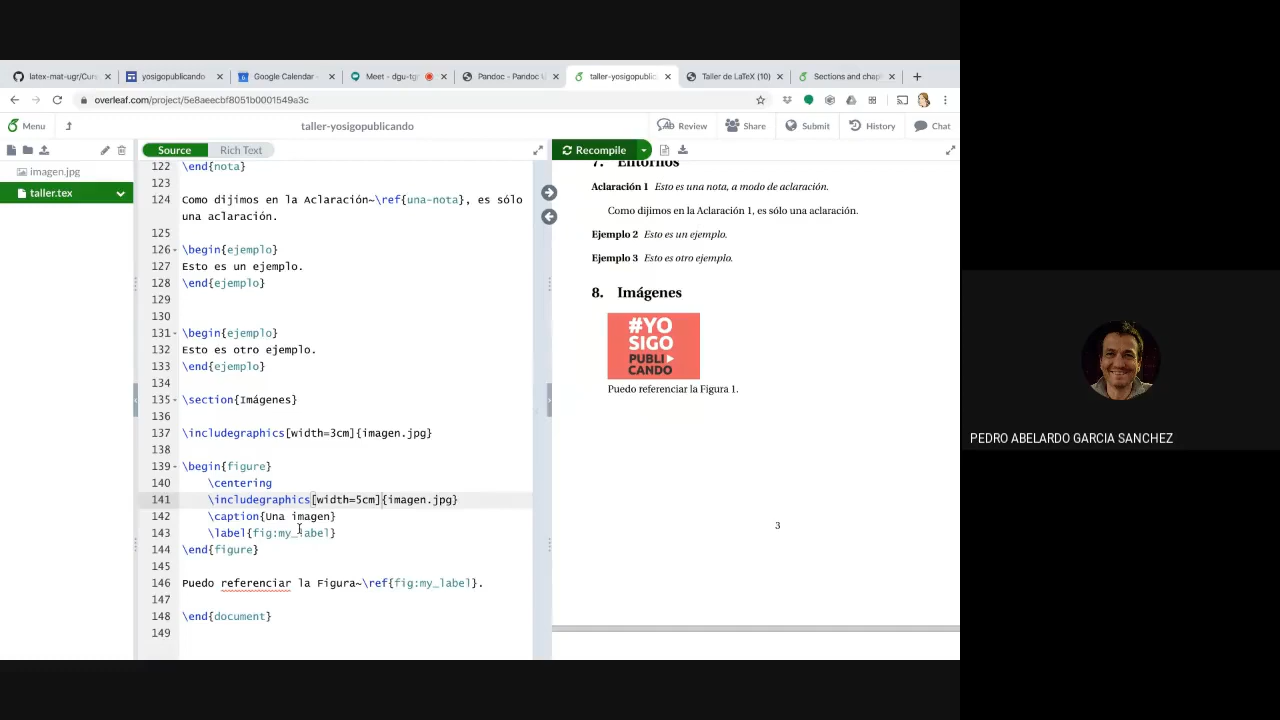 latex-mat-ugr/Curs
yosigopublicando
Google Calendar -
Meet - dgu-tg
Pandoc - Pandoc U
taller-yosigopublic
Taller de LaTeX (10)
Sections and chap
overleaf.com/project/5e8aeecbf8051b0001549a3c
Menu
taller-yosigopublicando
Review
Share
Submit
History
Chat
Source
Rich Text
Recompile
imagen.jpg
taller.tex
122 \end{nota}
123
124 Como dijimos en la Aclaración~\ref{una-nota}, es sólo
una aclaración.
125
126 \begin{ejemplo}
127 Esto es un ejemplo.
128 \end{ejemplo}
129
130
131 \begin{ejemplo}
132 Esto es otro ejemplo.
133 \end{ejemplo}
134
135 \section{Imágenes}
136
137 \includegraphics[width=3cm]{imagen.jpg}
138
139 \begin{figure}
140 \centering
141 \includegraphics[width=5cm]{imagen.jpg}
142 \caption{Una imagen}
143 \label{fig:my_label}
144 \end{figure}
145
146 Puedo referenciar la Figura~\ref{fig:my_label}.
147
148 \end{document}
149
7. Entornos
Aclaración 1 Esto es una nota, a modo de aclaración.
Como dijimos en la Aclaración 1, es sólo una aclaración.
Ejemplo 2 Esto es un ejemplo.
Ejemplo 3 Esto es otro ejemplo.
8. Imágenes
#YO
SIGO
PUBLI
CANDO
Puedo referenciar la Figura 1.
3
PEDRO ABELARDO GARCIA SANCHEZ